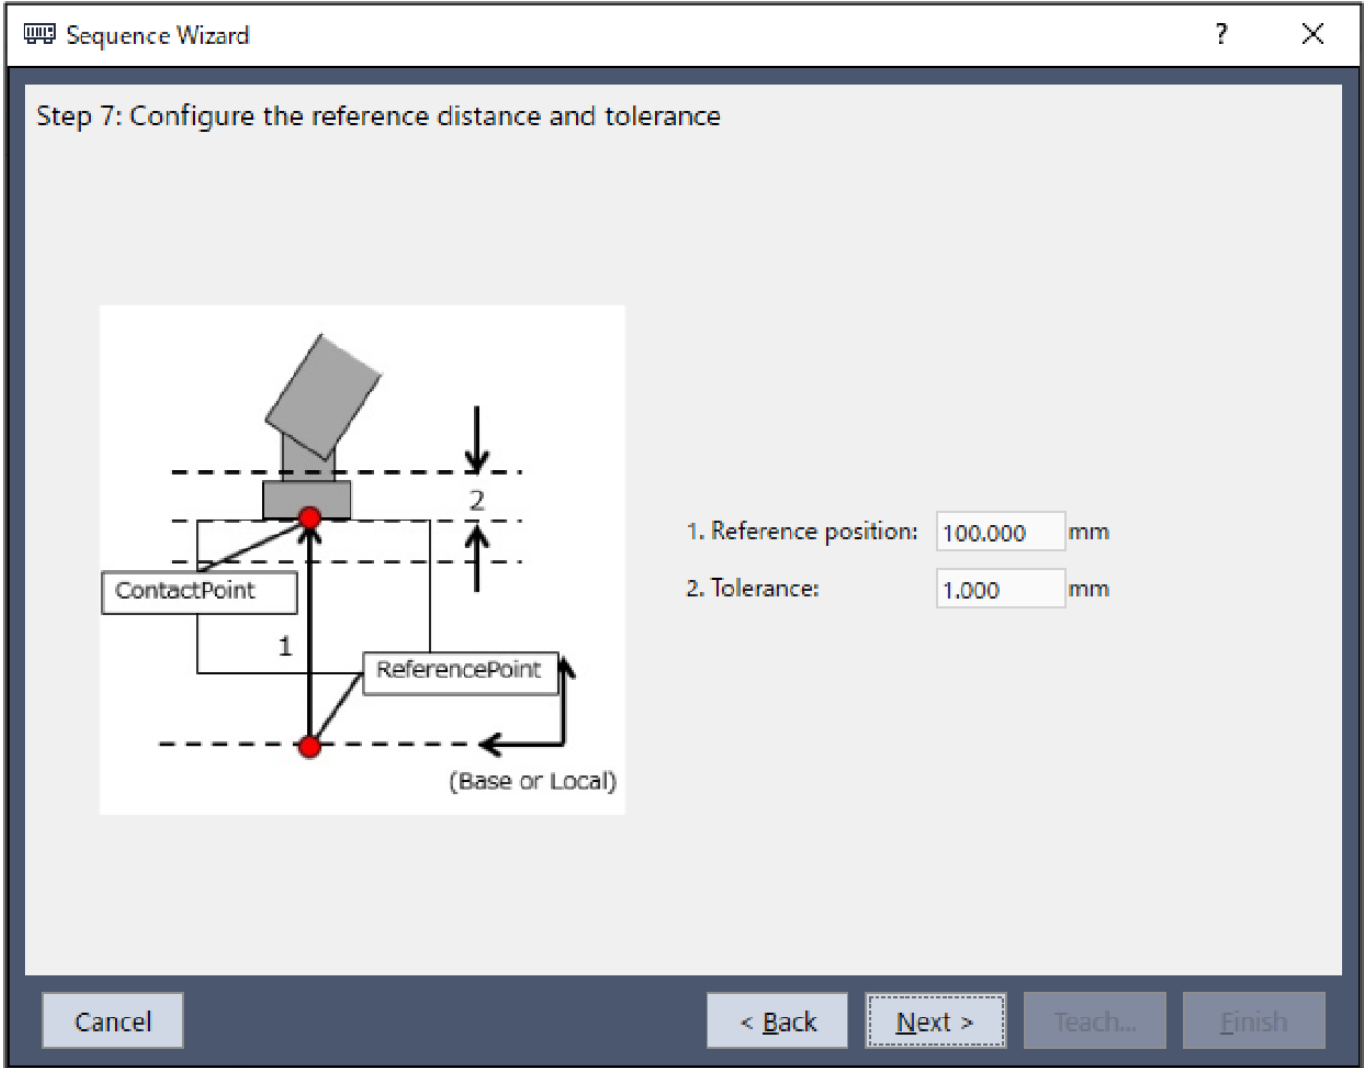 Sequence Wizard
?
Step 7: Configure the reference distance and tolerance
2
ContactPoint
1
ReferencePoint
(Base or Local)
1. Reference position: 100.000 mm
2. Tolerance: 1.000 mm
Cancel
< Back
Next >
Teach...
Finish